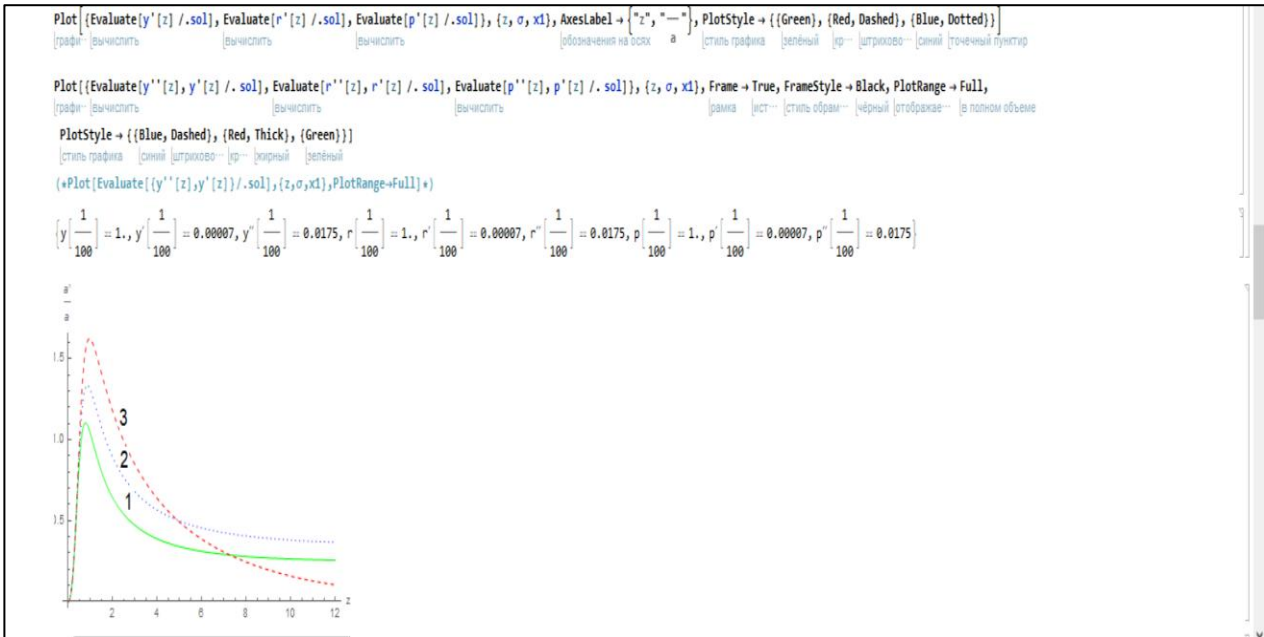 Plot[{Evaluate[y'[z] /.sol], Evaluate[r'[z] /.sol], Evaluate[p'[z] /.sol]}, {z, σ, x1}, AxesLabel → {"z", "—"}, PlotStyle → {{Green}, {Red, Dashed}, {Blue, Dotted}}]
a
графи⋯ вычислить вычислить вычислить обозначения на осях стиль графика зелёный кр⋯ штрихово⋯ синий точечный пунктир
Plot[{Evaluate[y''[z], y'[z] /. sol], Evaluate[r''[z], r'[z] /. sol], Evaluate[p''[z], p'[z] /. sol]}, {z, σ, x1}, Frame → True, FrameStyle → Black, PlotRange → Full,
графи⋯ вычислить вычислить вычислить рамка ист⋯ стиль обрам⋯ чёрный отображае⋯ в полном объеме
PlotStyle → {{Blue, Dashed}, {Red, Thick}, {Green}}]
стиль графика синий штрихово⋯ кр⋯ жирный зелёный
(*Plot[Evaluate[{y''[z],y'[z]}/.sol],{z,σ,x1},PlotRange→Full]*)
{y[1/100] == 1., y'[1/100] == 0.00007, y''[1/100] == 0.0175, r[1/100] == 1., r'[1/100] == 0.00007, r''[1/100] == 0.0175, p[1/100] == 1., p'[1/100] == 0.00007, p''[1/100] == 0.0175}
a'
a
1.5
3
1.0
2
1
0.5
z
2 4 6 8 10 12